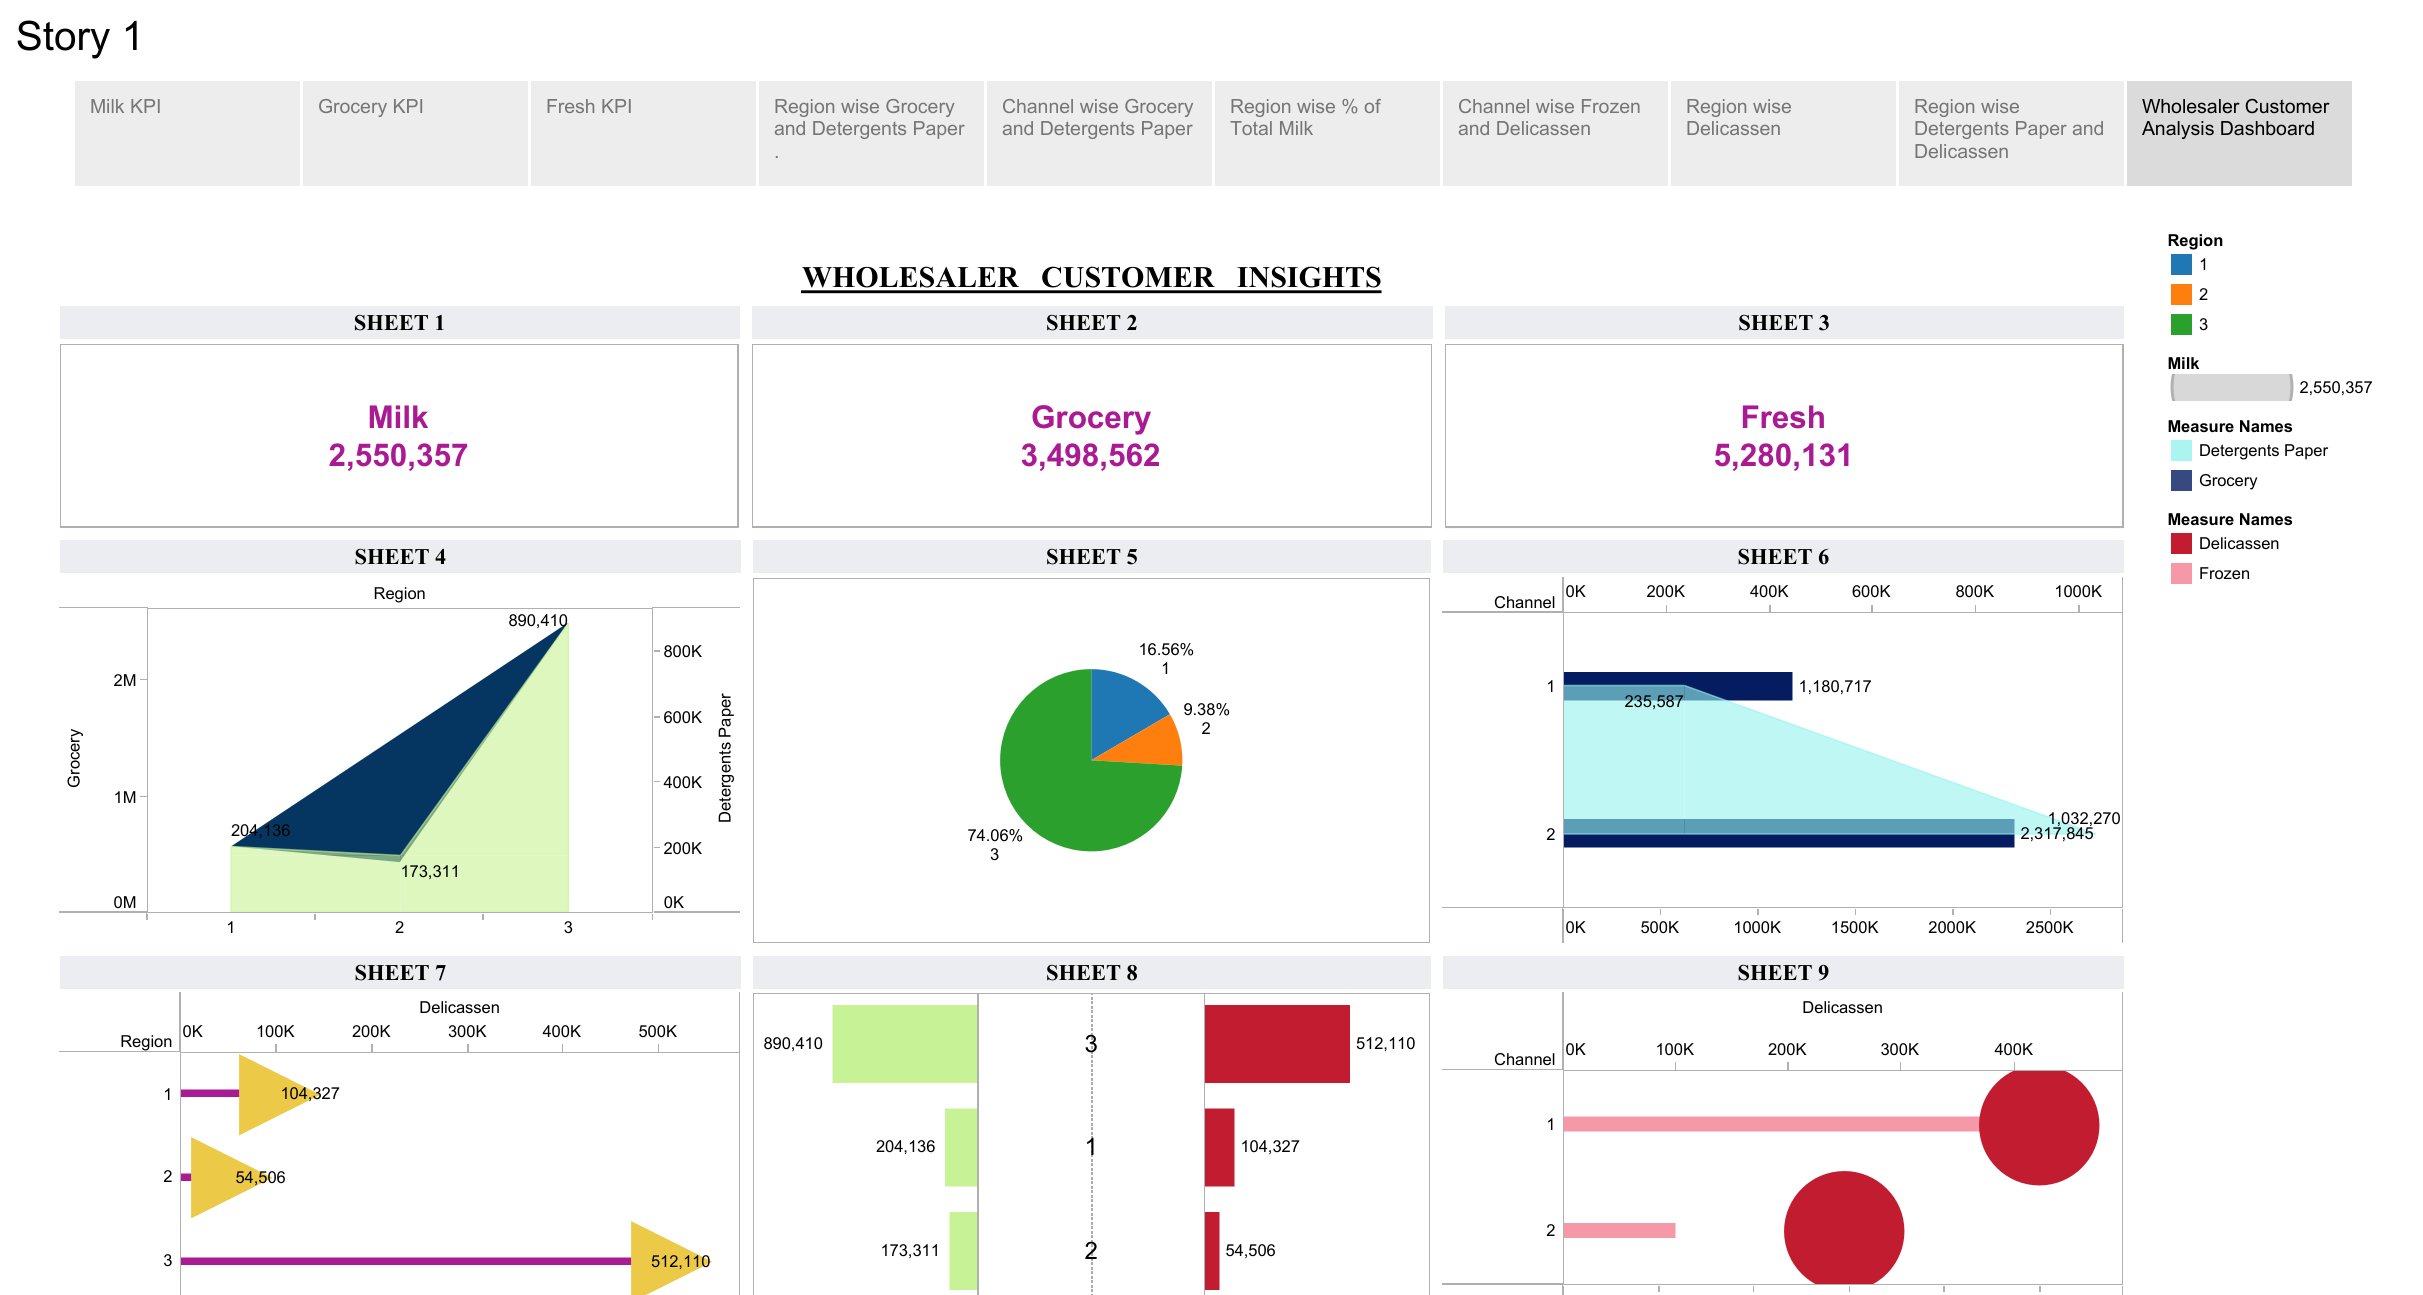 Story 1
Milk KPI
Grocery KPI
Fresh KPI
Region wise Grocery
and Detergents Paper
.
Channel wise Grocery
and Detergents Paper
Region wise % of
Total Milk
Channel wise Frozen
and Delicassen
Region wise
Delicassen
Region wise
Detergents Paper and
Delicassen
Wholesaler Customer
Analysis Dashboard
WHOLESALER CUSTOMER INSIGHTS
SHEET 1
SHEET 2
SHEET 3
Milk
2,550,357
Grocery
3,498,562
Fresh
5,280,131
SHEET 4
Region
890,410
2M
1M
0M
Grocery
204,136
173,311
800K
600K
400K
200K
0K
Detergents Paper
1
2
3
SHEET 5
16.56%
1
9.38%
2
74.06%
3
SHEET 6
Channel
0K 200K 400K 600K 800K 1000K
1
1,180,717
235,587
1,032,270
2
2,317,845
0K 500K 1000K 1500K 2000K 2500K
SHEET 7
Delicassen
0K 100K 200K 300K 400K 500K
Region
1
104,327
2
54,506
3
512,110
SHEET 8
890,410 3 512,110
204,136 1 104,327
173,311 2 54,506
SHEET 9
Delicassen
0K 100K 200K 300K 400K
Channel
1
2
Region
1
2
3
Milk
2,550,357
Measure Names
Detergents Paper
Grocery
Measure Names
Delicassen
Frozen